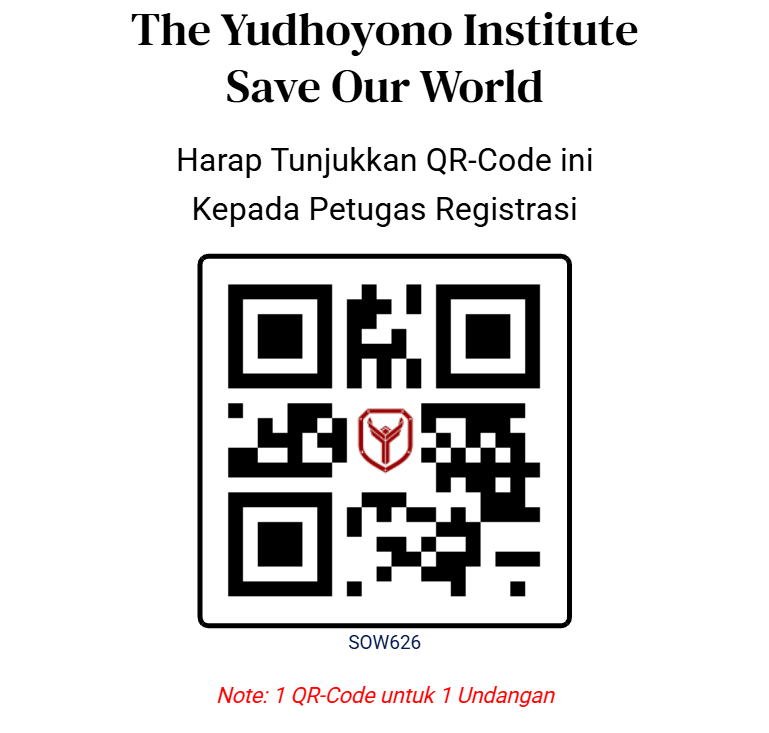 The Yudhoyono Institute
Save Our World
Harap Tunjukkan QR-Code ini
Kepada Petugas Registrasi
SOW626
Note: 1 QR-Code untuk 1 Undangan